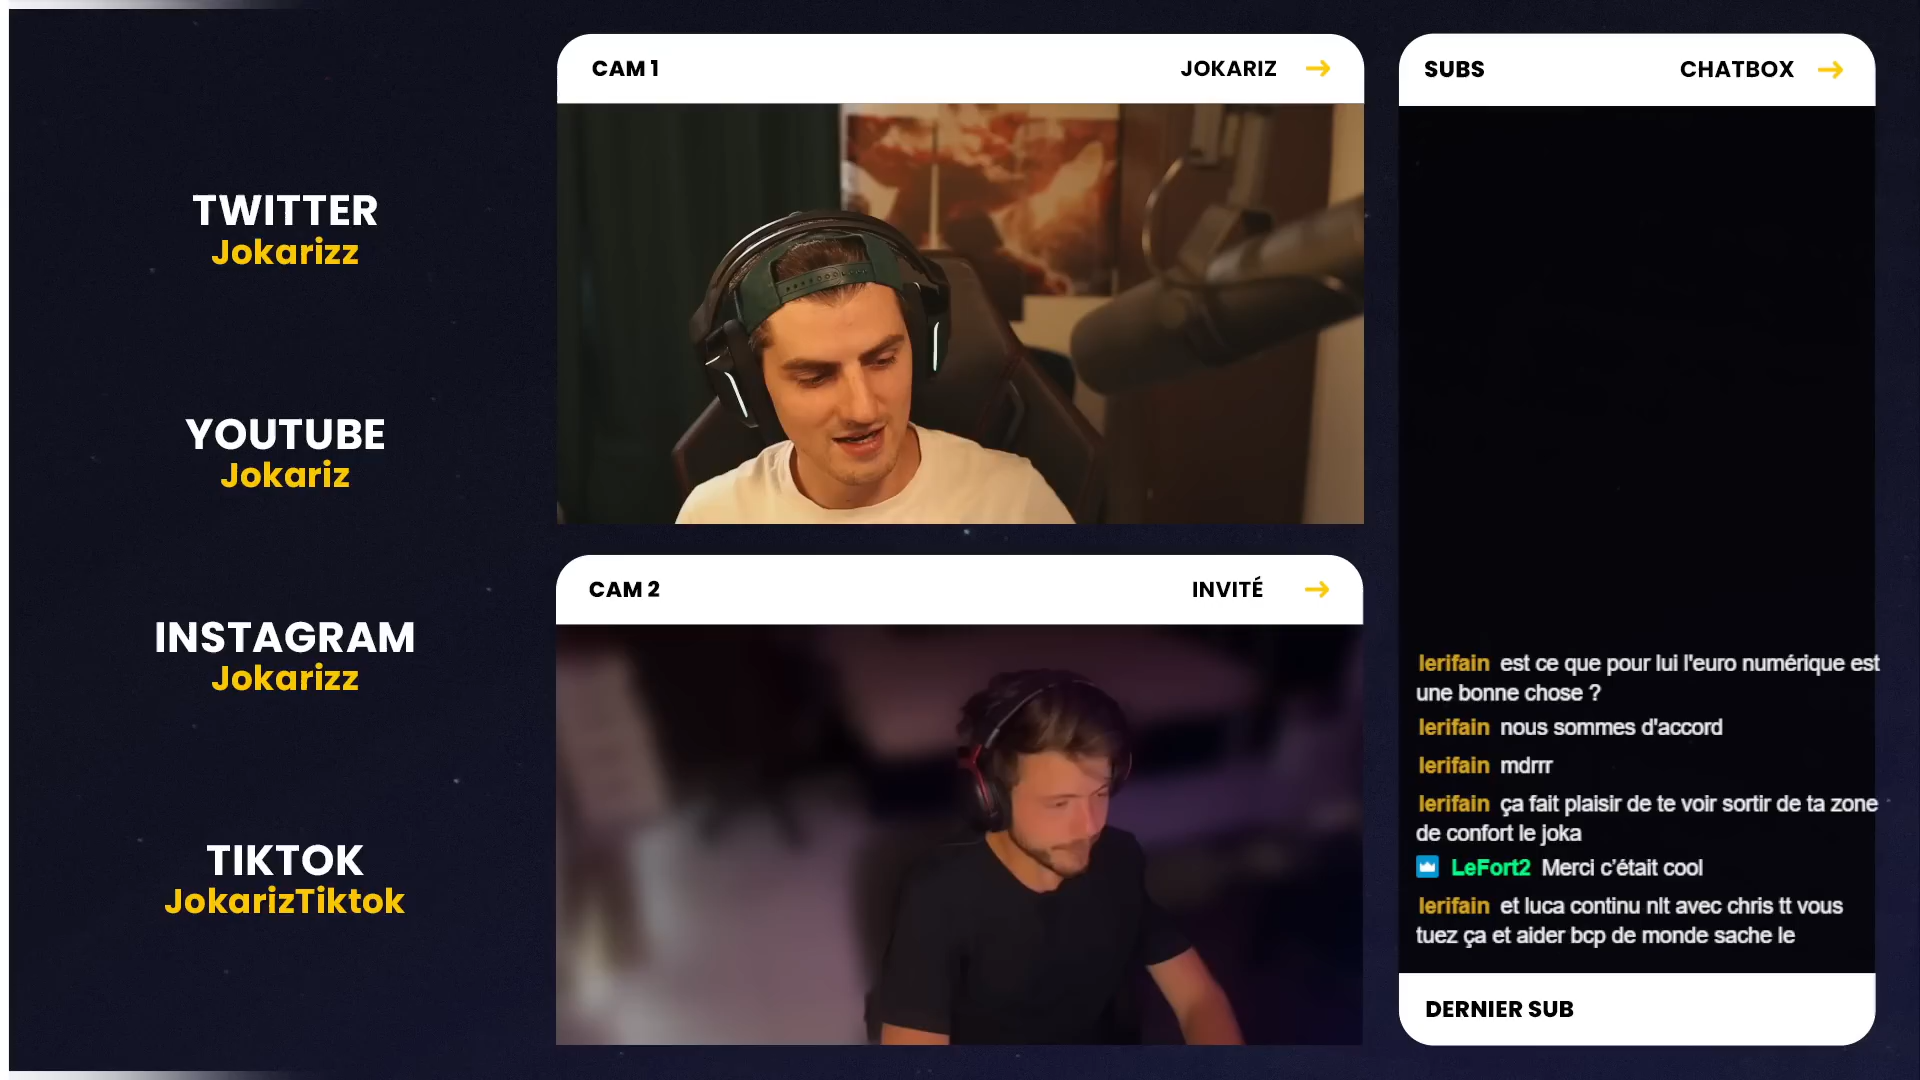 TWITTER
Jokarizz
YOUTUBE
Jokariz
INSTAGRAM
Jokarizz
TIKTOK
JokarizTiktok
CAM 1 JOKARIZ
CAM 2 INVITÉ
SUBS CHATBOX
lerifain est ce que pour lui l'euro numérique est
une bonne chose ?
lerifain nous sommes d'accord
lerifain mdrrr
lerifain ça fait plaisir de te voir sortir de ta zone
de confort le joka
LeFort2 Merci c’était cool
lerifain et luca continu nlt avec chris tt vous
tuez ça et aider bcp de monde sache le
DERNIER SUB